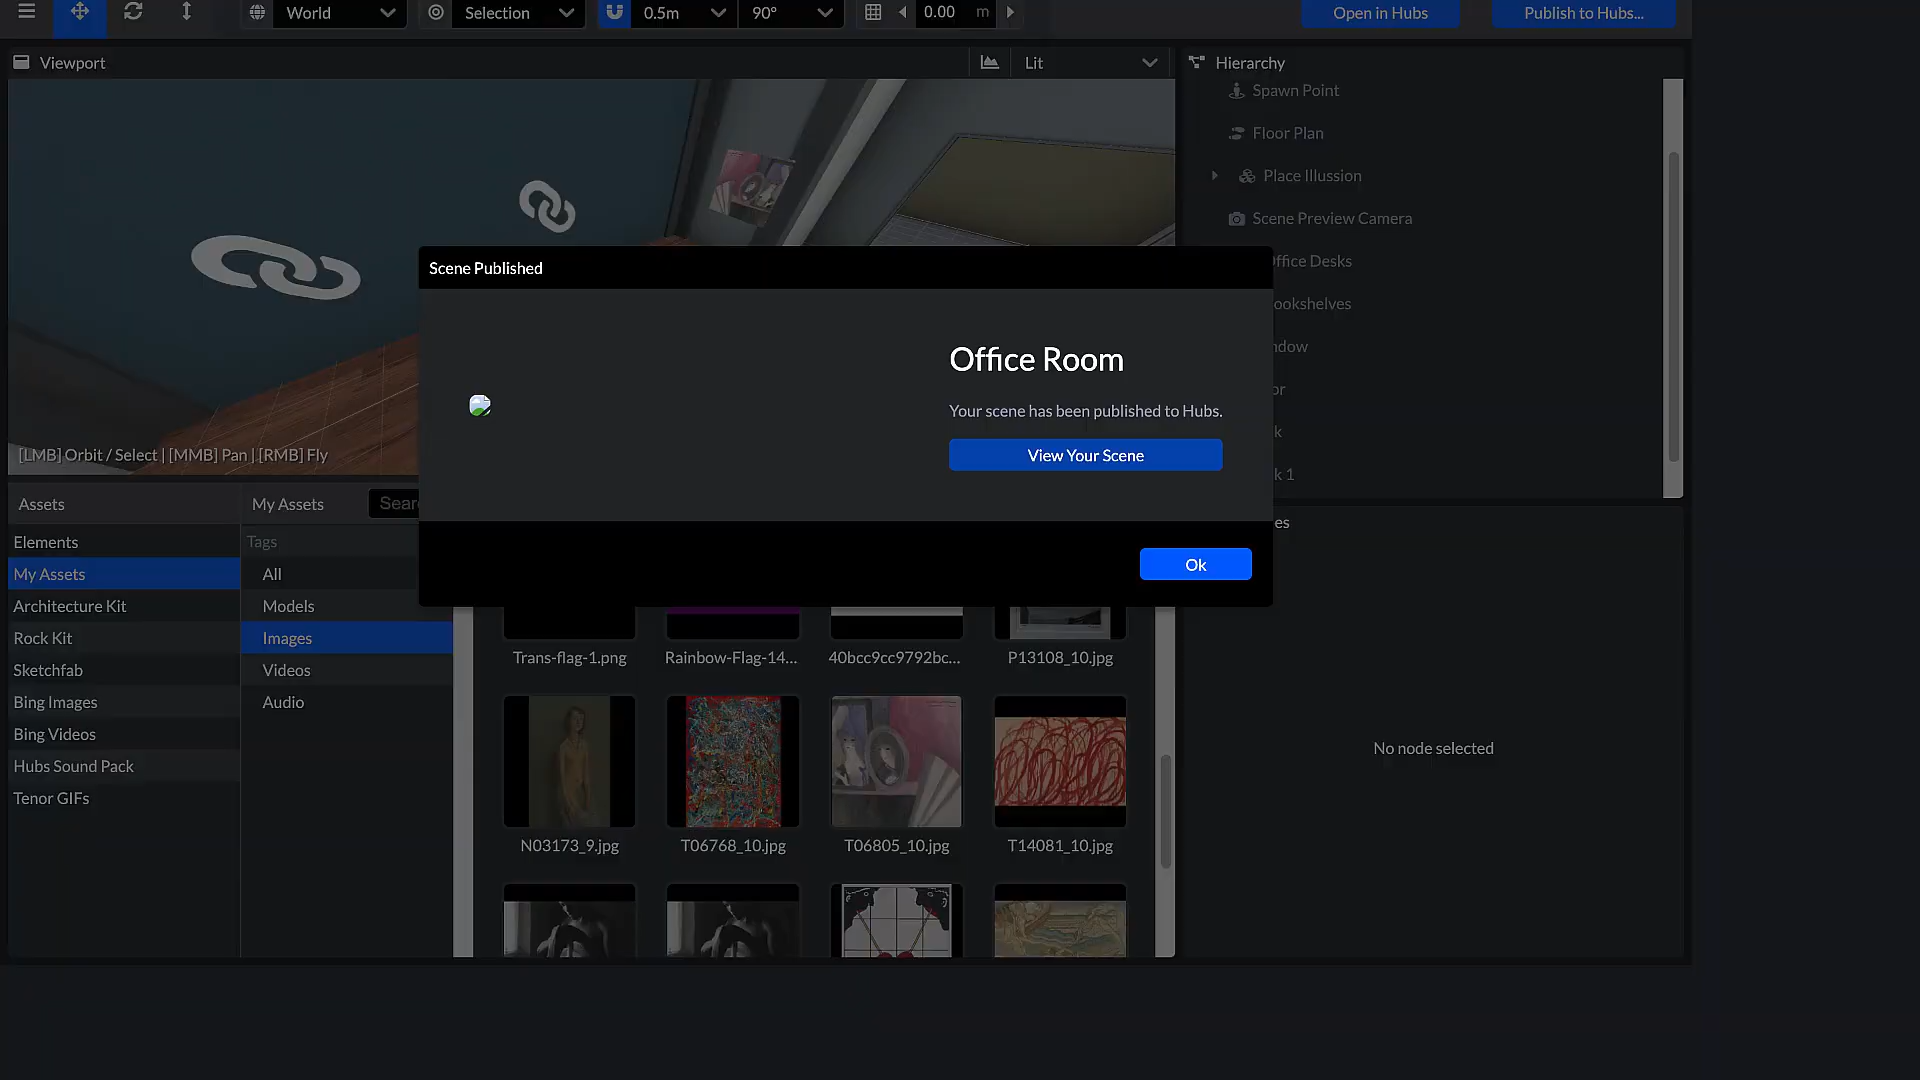 World
Selection
0.5m
90°
0.00 m
Open in Hubs
Publish to Hubs...
Viewport
Lit
Hierarchy
Spawn Point
Floor Plan
Place Illussion
Scene Preview Camera
ffice Desks
ookshelves
ndow
or
k
k 1
Scene Published
Office Room
Your scene has been published to Hubs.
View Your Scene
Ok
[LMB] Orbit / Select | [MMB] Pan | [RMB] Fly
Assets
My Assets
Sear
es
Elements
My Assets
Architecture Kit
Rock Kit
Sketchfab
Bing Images
Bing Videos
Hubs Sound Pack
Tenor GIFs
Tags
All
Models
Images
Videos
Audio
Trans-flag-1.png
Rainbow-Flag-14...
40bcc9cc9792bc...
P13108_10.jpg
N03173_9.jpg
T06768_10.jpg
T06805_10.jpg
T14081_10.jpg
No node selected